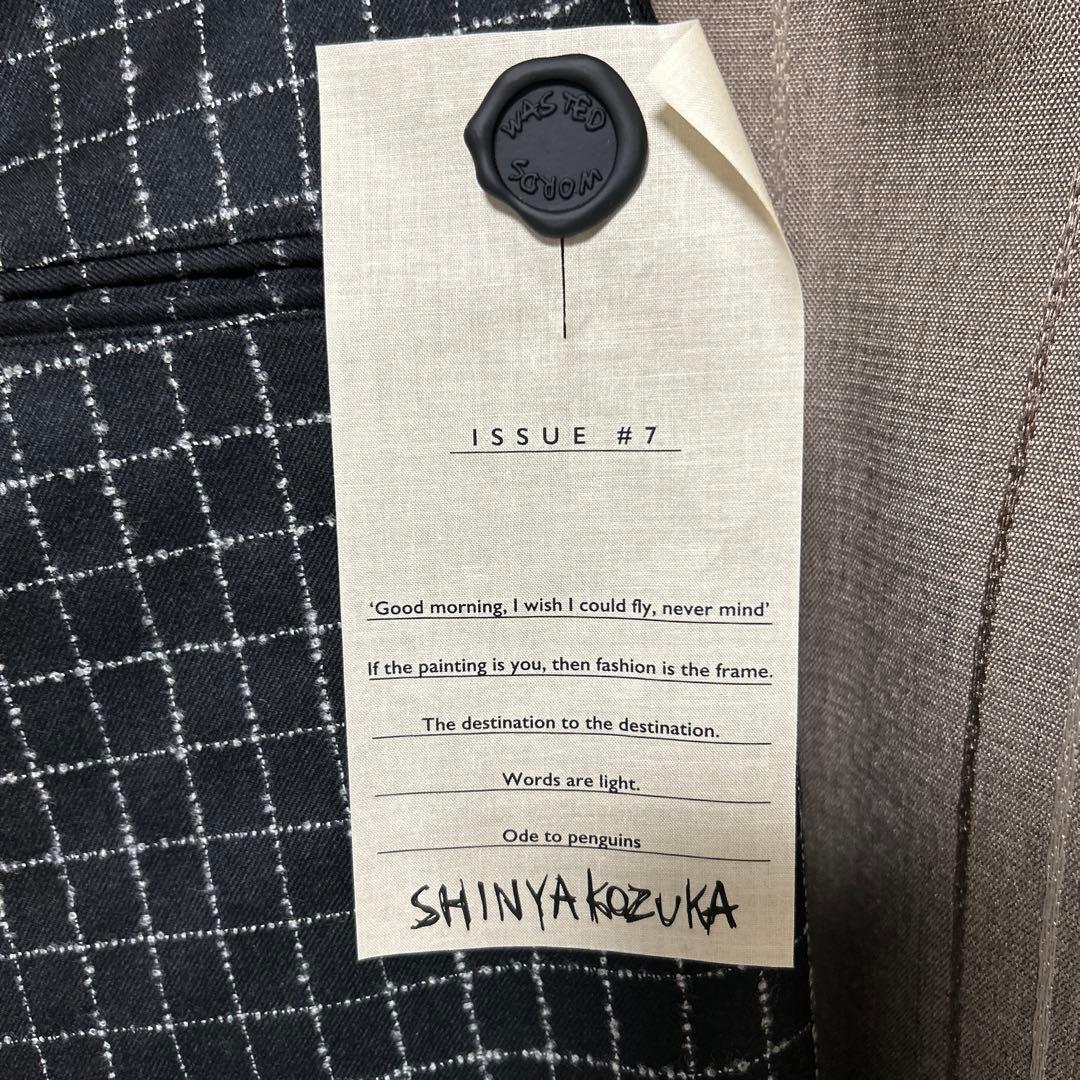 WASTED
WORDS
ISSUE #7
‘Good morning, I wish I could fly, never mind’
If the painting is you, then fashion is the frame.
The destination to the destination.
Words are light.
Ode to penguins
SHINYAKOZUKA